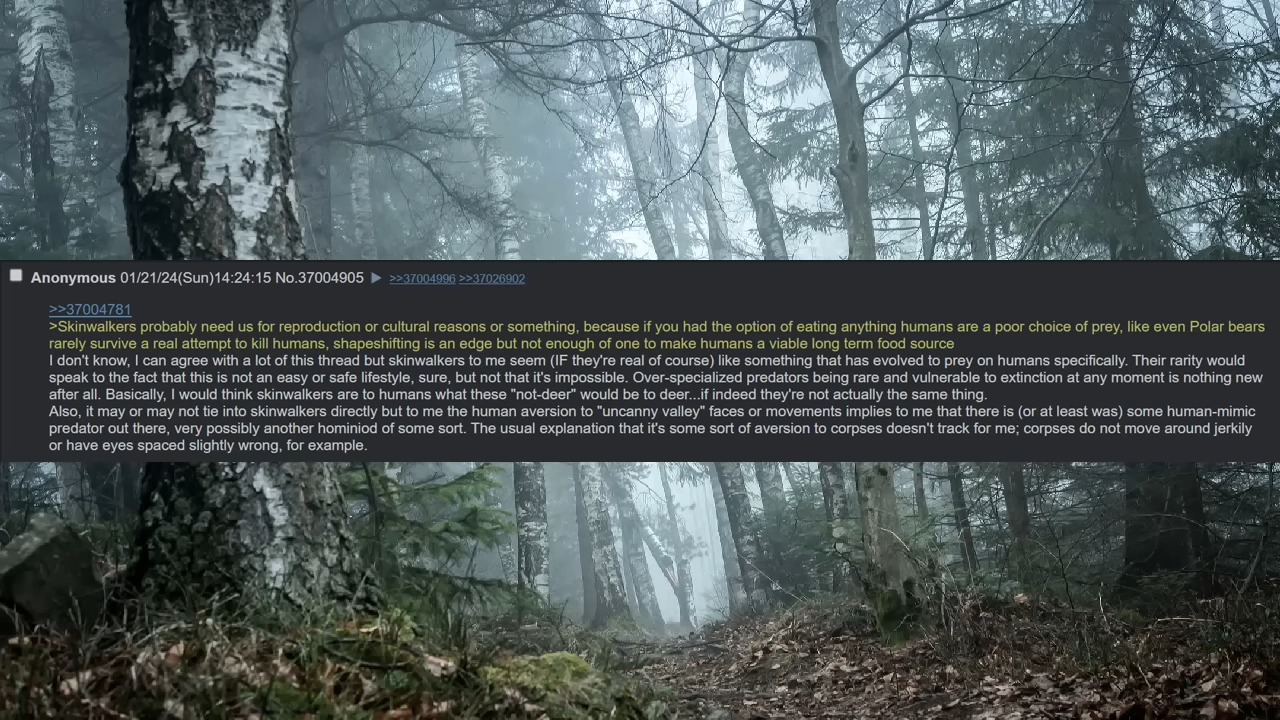 Anonymous 01/21/24(Sun)14:24:15 No.37004905 ▶ >>37004996 >>37026902
>>37004781
>Skinwalkers probably need us for reproduction or cultural reasons or something, because if you had the option of eating anything humans are a poor choice of prey, like even Polar bears
rarely survive a real attempt to kill humans, shapeshifting is an edge but not enough of one to make humans a viable long term food source
I don't know, I can agree with a lot of this thread but skinwalkers to me seem (IF they're real of course) like something that has evolved to prey on humans specifically. Their rarity would
speak to the fact that this is not an easy or safe lifestyle, sure, but not that it's impossible. Over-specialized predators being rare and vulnerable to extinction at any moment is nothing new
after all. Basically, I would think skinwalkers are to humans what these "not-deer" would be to deer...if indeed they're not actually the same thing.
Also, it may or may not tie into skinwalkers directly but to me the human aversion to "uncanny valley" faces or movements implies to me that there is (or at least was) some human-mimic
predator out there, very possibly another hominiod of some sort. The usual explanation that it's some sort of aversion to corpses doesn't track for me; corpses do not move around jerkily
or have eyes spaced slightly wrong, for example.